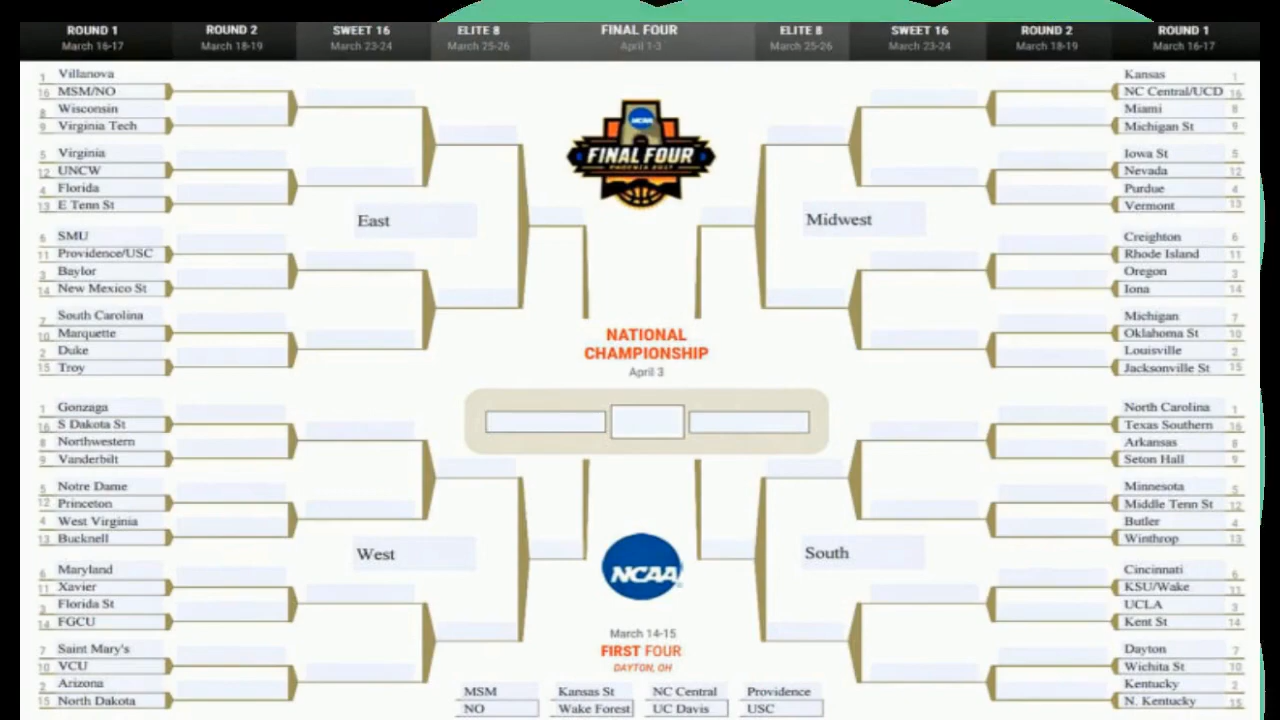 ROUND 1 ROUND 2 SWEET 16 ELITE 8 FINAL FOUR ELITE 8 SWEET 16 ROUND 2 ROUND 1
March 16-17 March 18-19 March 23-24 March 25-26 April 1-3 March 25-26 March 23-24 March 18-19 March 16-17
1 Villanova
16 MSM/NO
8 Wisconsin
9 Virginia Tech
5 Virginia
12 UNCW
4 Florida
13 E Tenn St
East
6 SMU
11 Providence/USC
3 Baylor
14 New Mexico St
7 South Carolina
10 Marquette
2 Duke
15 Troy
1 Gonzaga
16 S Dakota St
8 Northwestern
9 Vanderbilt
5 Notre Dame
12 Princeton
4 West Virginia
13 Bucknell
West
6 Maryland
11 Xavier
3 Florida St
14 FGCU
7 Saint Mary's
10 VCU
2 Arizona
15 North Dakota
NCAA
FINAL FOUR
PHOENIX 2017
NATIONAL
CHAMPIONSHIP
April 3
NCAA
March 14-15
FIRST FOUR
DAYTON, OH
MSM Kansas St NC Central Providence
NO Wake Forest UC Davis USC
Kansas 1
NC Central/UCD 16
Miami 8
Michigan St 9
Iowa St 5
Nevada 12
Purdue 4
Vermont 13
Midwest
Creighton 6
Rhode Island 11
Oregon 3
Iona 14
Michigan 7
Oklahoma St 10
Louisville 2
Jacksonville St 15
North Carolina 1
Texas Southern 16
Arkansas 8
Seton Hall 9
Minnesota 5
Middle Tenn St 12
Butler 4
Winthrop 13
South
Cincinnati 6
KSU/Wake 11
UCLA 3
Kent St 14
Dayton 7
Wichita St 10
Kentucky 2
N. Kentucky 15